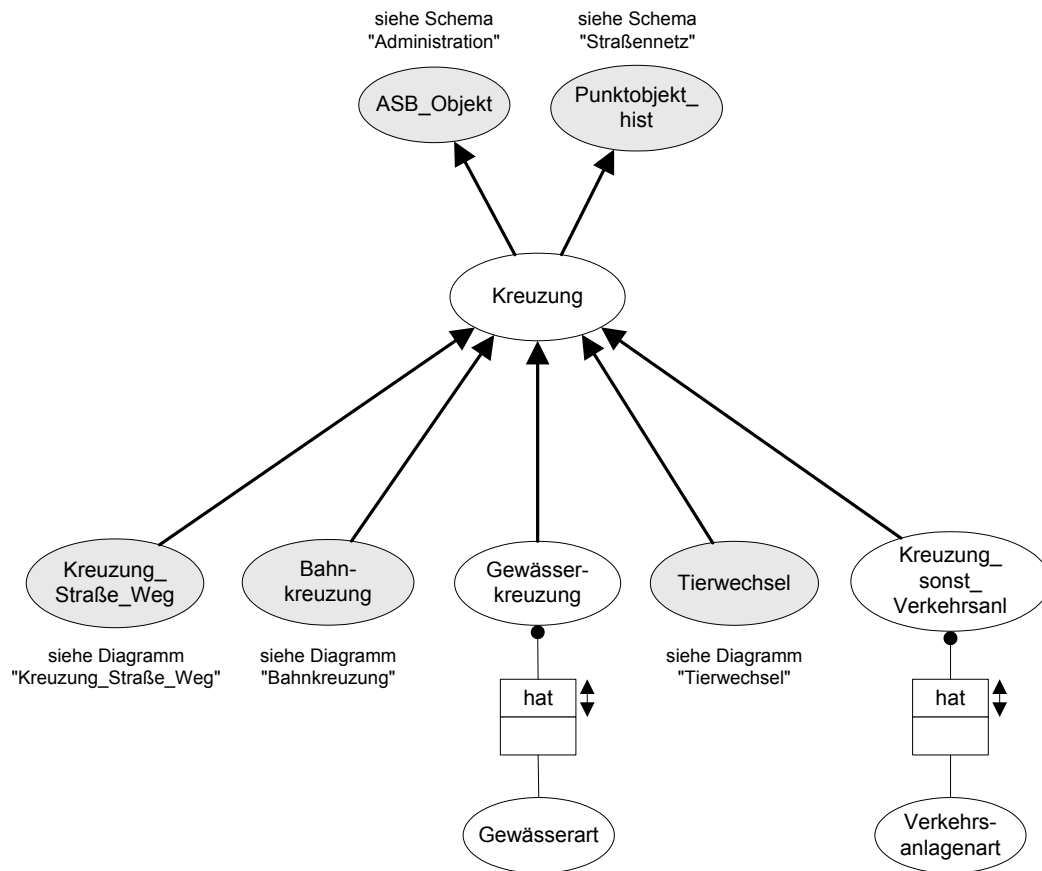 siehe Schema
"Administration"
siehe Schema
"Straßennetz"
ASB_Objekt
Punktobjekt_
hist
Kreuzung
Kreuzung_
Straße_Weg
Bahn-
kreuzung
Gewässer-
kreuzung
Tierwechsel
Kreuzung_
sonst_
Verkehrsanl
siehe Diagramm
"Kreuzung_Straße_Weg"
siehe Diagramm
"Bahnkreuzung"
siehe Diagramm
"Tierwechsel"
hat
hat
Gewässerart
Verkehrs-
anlagenart